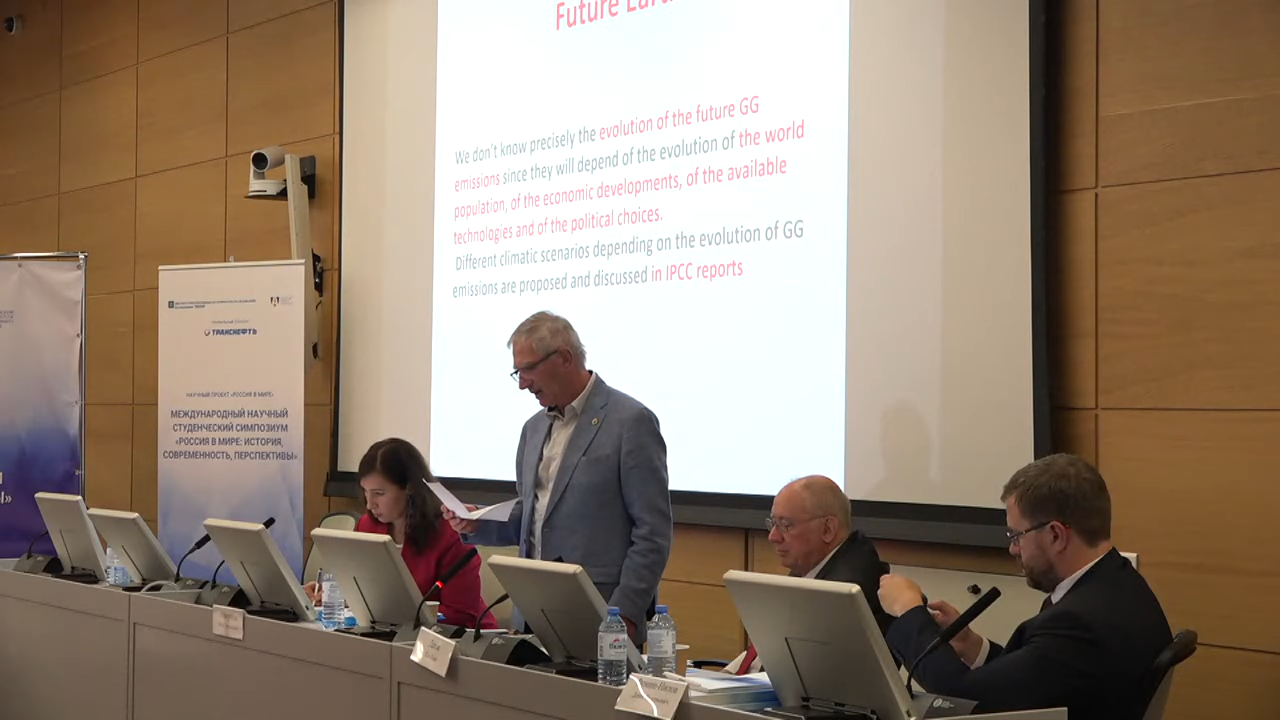 Future Earth
We don't know precisely the evolution of the future GG
emissions since they will depend of the evolution of the world
population, of the economic developments, of the available
technologies and of the political choices.
Different climatic scenarios depending on the evolution of GG
emissions are proposed and discussed in IPCC reports
ТРАНСНЕФТЬ
НАУЧНЫЙ ПРОЕКТ «РОССИЯ В МИРЕ»
МЕЖДУНАРОДНЫЙ НАУЧНЫЙ
СТУДЕНЧЕСКИЙ СИМПОЗИУМ
«РОССИЯ В МИРЕ: ИСТОРИЯ,
СОВРЕМЕННОСТЬ, ПЕРСПЕКТИВЫ»